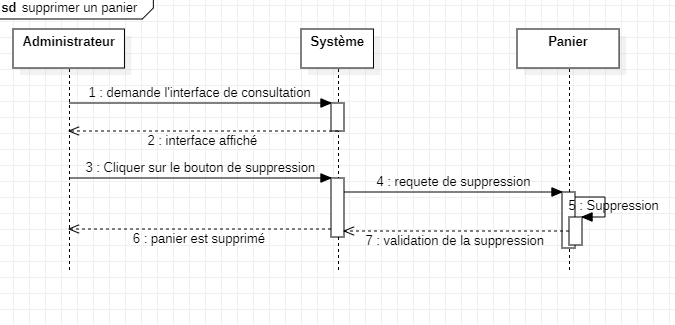 sd supprimer un panier
Administrateur
Système
Panier
1 : demande l'interface de consultation
2 : interface affiché
3 : Cliquer sur le bouton de suppression
4 : requete de suppression
5 : Suppression
6 : panier est supprimé
7 : validation de la suppression